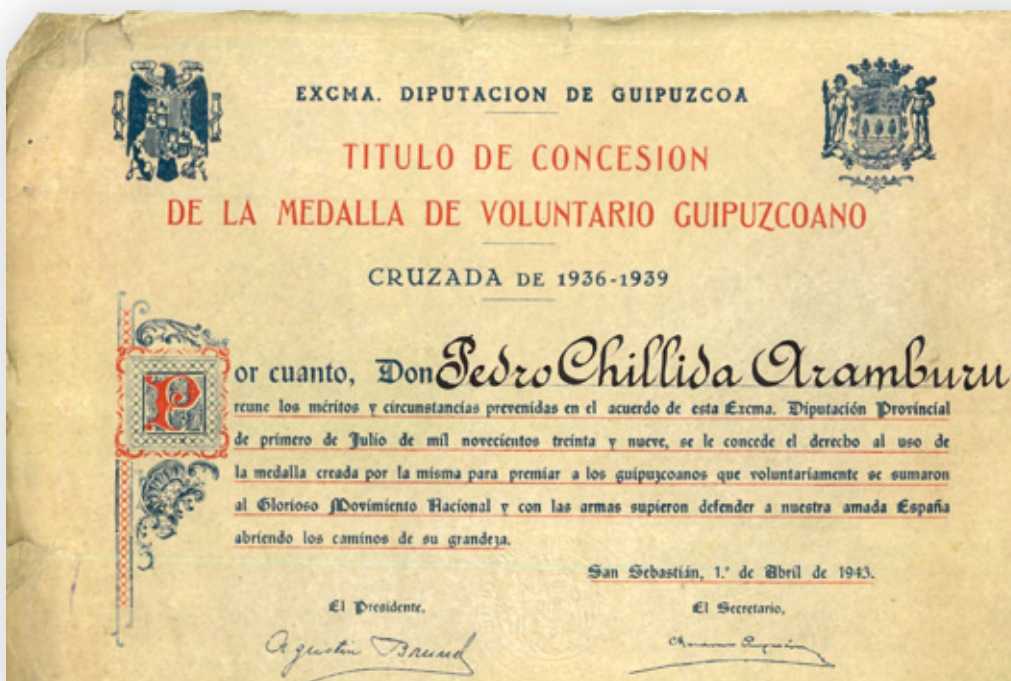 EXCMA. DIPUTACION DE GUIPUZCOA
TITULO DE CONCESION
DE LA MEDALLA DE VOLUNTARIO GUIPUZCOANO
CRUZADA DE 1936-1939
Por cuanto, Don Pedro Chillida Aramburu
reune los méritos y circunstancias prevenidas en el acuerdo de esta Excma. Diputación Provincial
de primero de Julio de mil novecientos treinta y nueve, se le concede el derecho al uso de
la medalla creada por la misma para premiar a los guipuzcoanos que voluntariamente se sumaron
al Glorioso Movimiento Nacional y con las armas supieron defender a nuestra amada España
abriendo los caminos de su grandeza.
San Sebastián, 1.º de Abril de 1943.
El Presidente, El Secretario,
Agustin